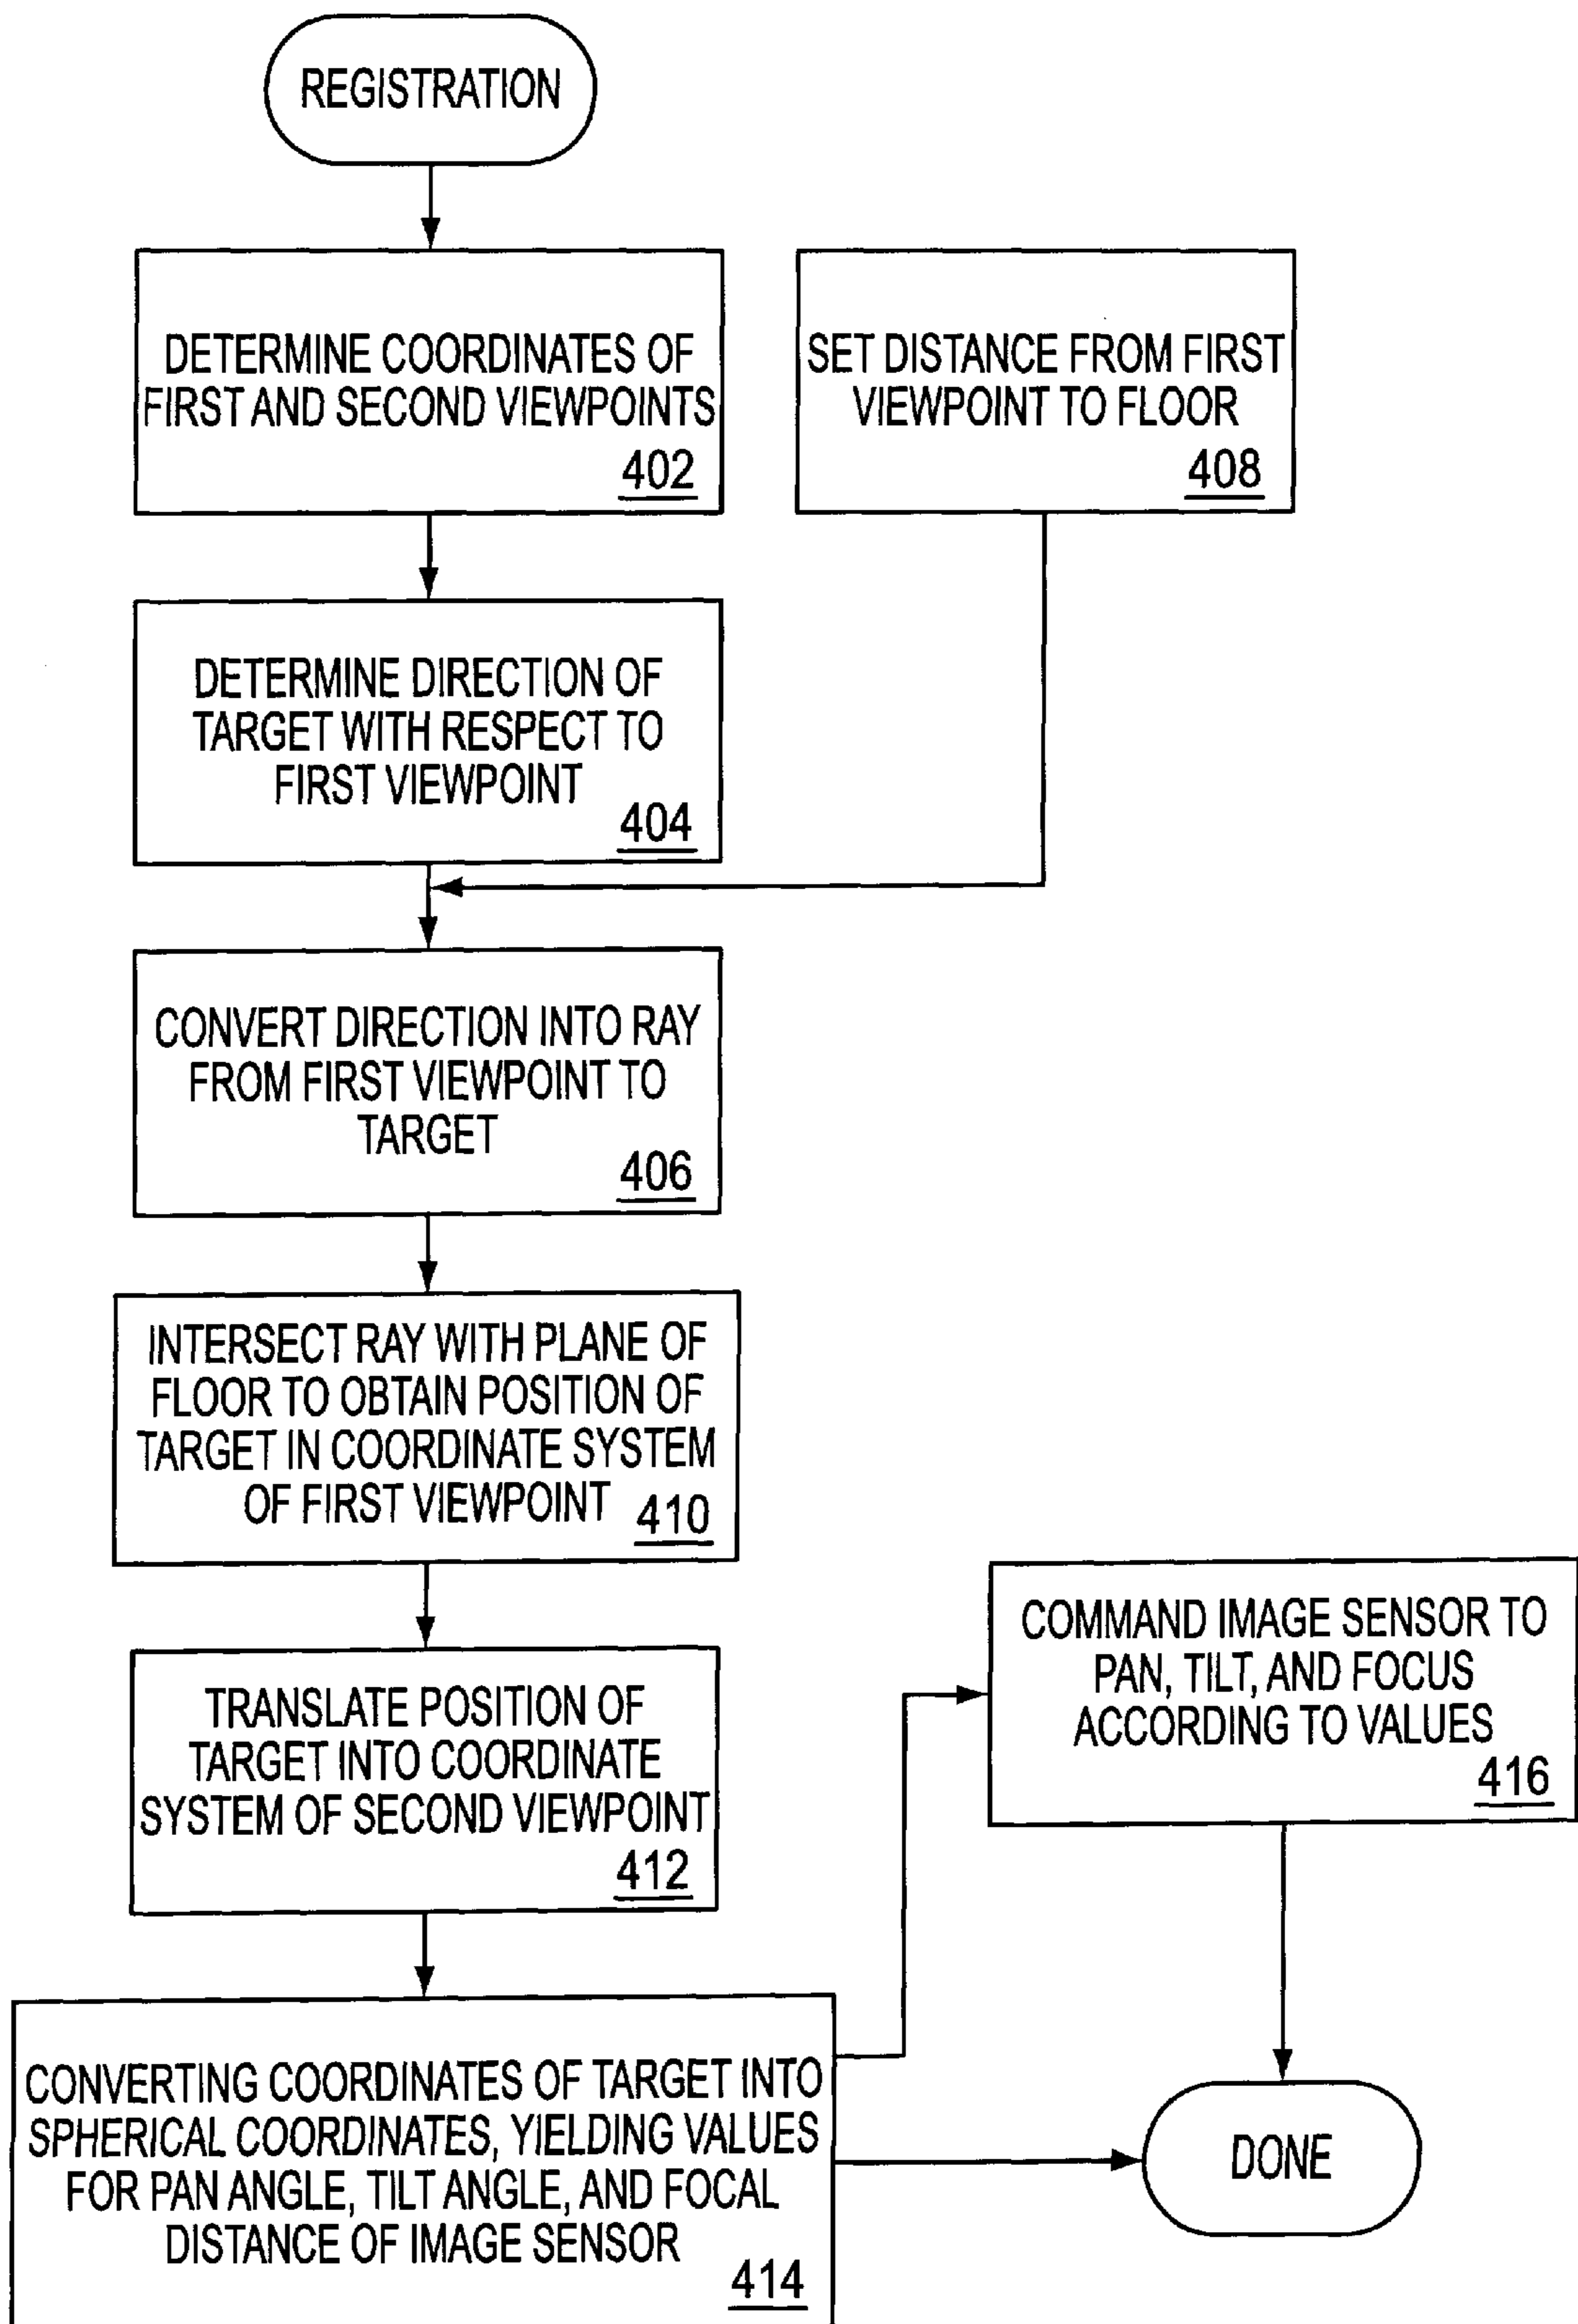 REGISTRATION
DETERMINE COORDINATES OF
FIRST AND SECOND VIEWPOINTS
402
SET DISTANCE FROM FIRST
VIEWPOINT TO FLOOR
408
DETERMINE DIRECTION OF
TARGET WITH RESPECT TO
FIRST VIEWPOINT
404
CONVERT DIRECTION INTO RAY
FROM FIRST VIEWPOINT TO
TARGET
406
INTERSECT RAY WITH PLANE OF
FLOOR TO OBTAIN POSITION OF
TARGET IN COORDINATE SYSTEM
OF FIRST VIEWPOINT
410
TRANSLATE POSITION OF
TARGET INTO COORDINATE
SYSTEM OF SECOND VIEWPOINT
412
COMMAND IMAGE SENSOR TO
PAN, TILT, AND FOCUS
ACCORDING TO VALUES
416
CONVERTING COORDINATES OF TARGET INTO
SPHERICAL COORDINATES, YIELDING VALUES
FOR PAN ANGLE, TILT ANGLE, AND FOCAL
DISTANCE OF IMAGE SENSOR
414
DONE